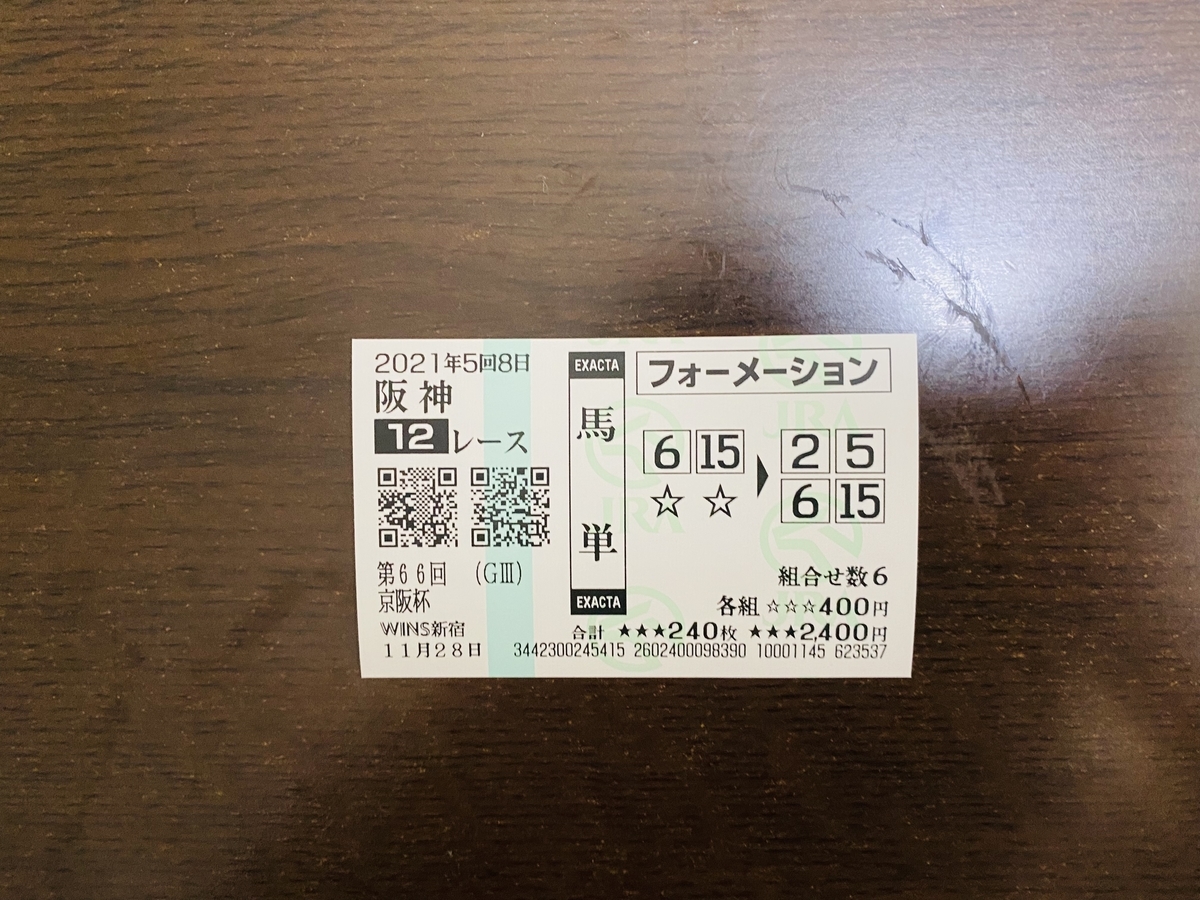 2021年5回8日
阪神
12レース
第66回 (GⅢ)
京阪杯
WINS新宿
11月28日
EXACTA
馬単
EXACTA
フォーメーション
6 15 ▶ 2 5
☆ ☆ 6 15
組合せ数6
各組 ☆☆☆400円
合計 ★★★240枚 ★★★2,400円
3442300245415 2602400098390 10001145 623537
JRA
JRA
JRA